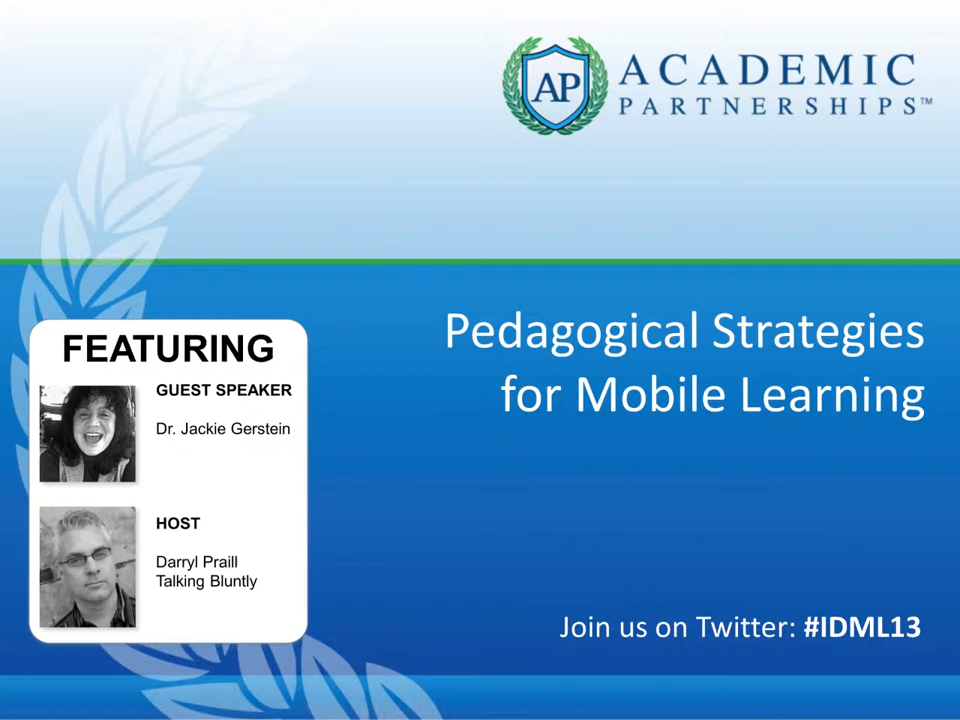 AP
ACADEMIC
PARTNERSHIPS™
Pedagogical Strategies
for Mobile Learning
FEATURING
GUEST SPEAKER
Dr. Jackie Gerstein
HOST
Darryl Praill
Talking Bluntly
Join us on Twitter: #IDML13